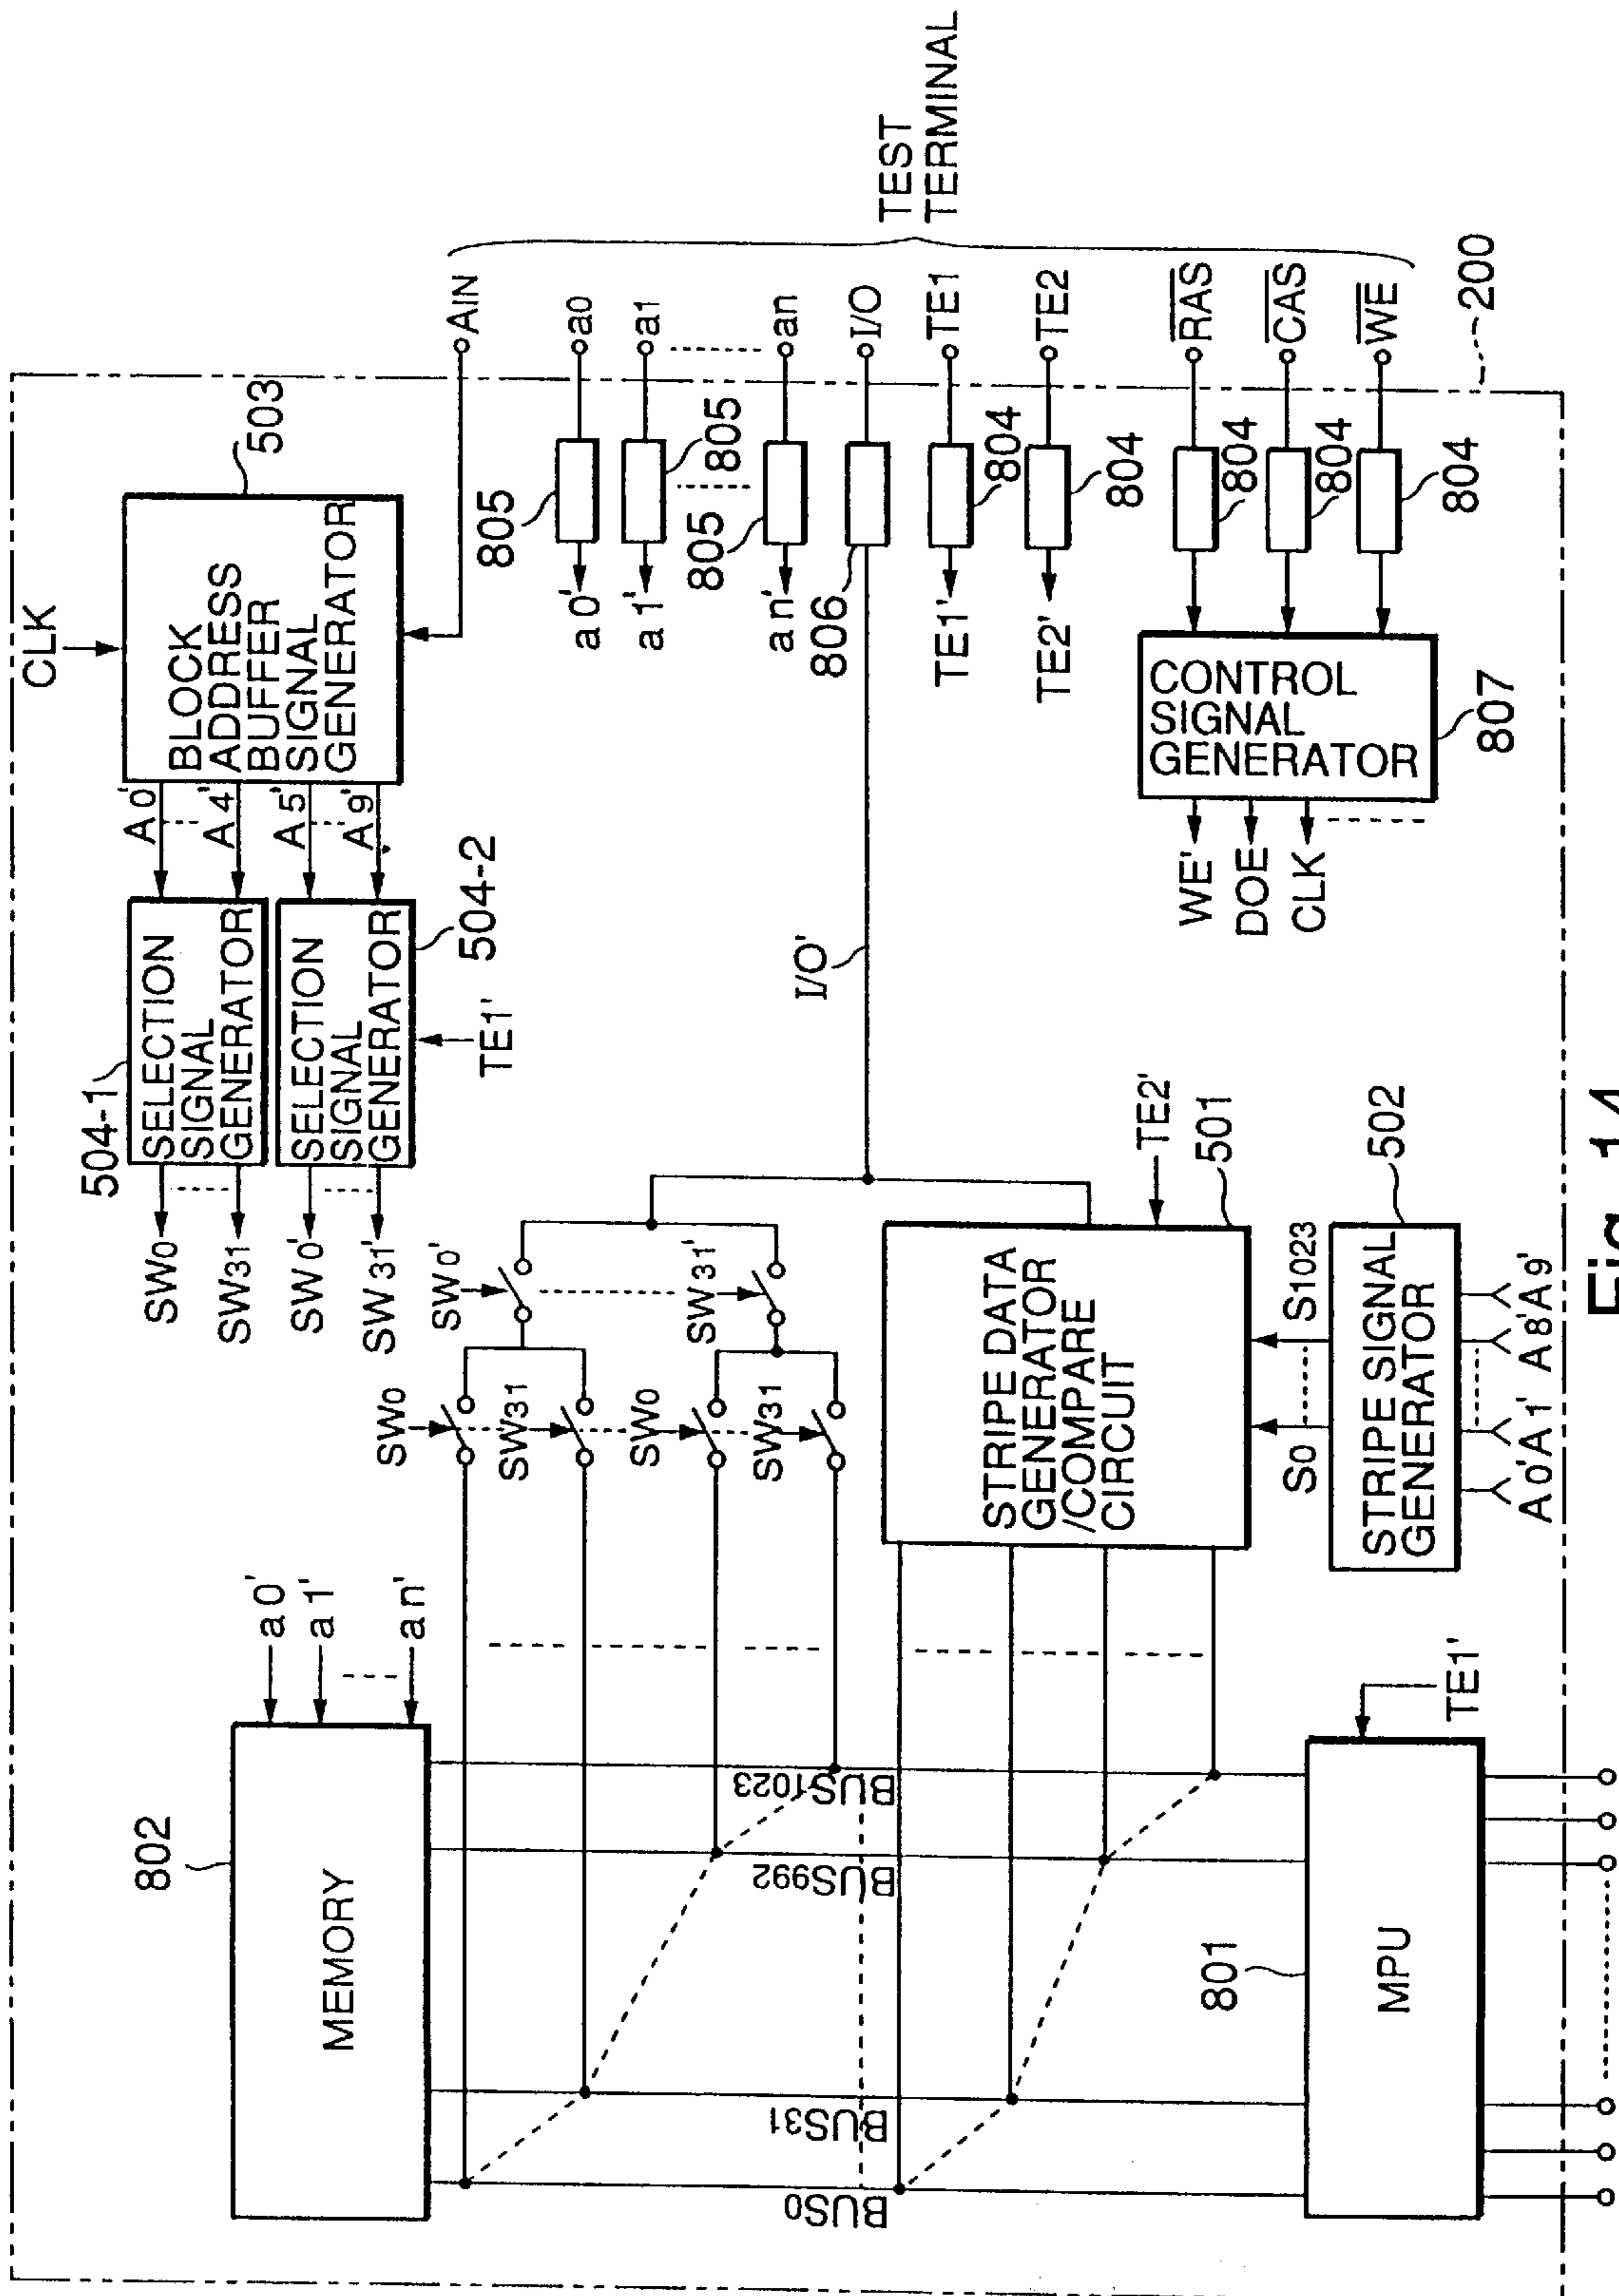 CLK
503
BLOCK
ADDRESS
BUFFER
SIGNAL
GENERATOR
A0'
A4'
A5'
A9'
504-1
SELECTION
SIGNAL
GENERATOR
SELECTION
SIGNAL
GENERATOR
504-2
TE1'
SW0
SW31
SW0'
SW31'
AIN
a0
a1
an
I/O
TE1
TE2
RAS
CAS
WE
TEST
TERMINAL
200
805
805
805
806
804
804
804
804
804
a0'
a1'
an'
TE1'
TE2'
CONTROL
SIGNAL
GENERATOR
807
WE'
DOE
CLK
I/O'
SW0'
SW31'
SW0
SW31
SW0
SW31
a0'
a1'
an'
802
MEMORY
BUS0
BUS31
BUS992
BUS1023
STRIPE DATA
GENERATOR
/COMPARE
CIRCUIT
TE2'
501
S0
S1023
502
STRIPE SIGNAL
GENERATOR
A0'A1' A8'A9'
801
MPU
TE1'
Fig. 14